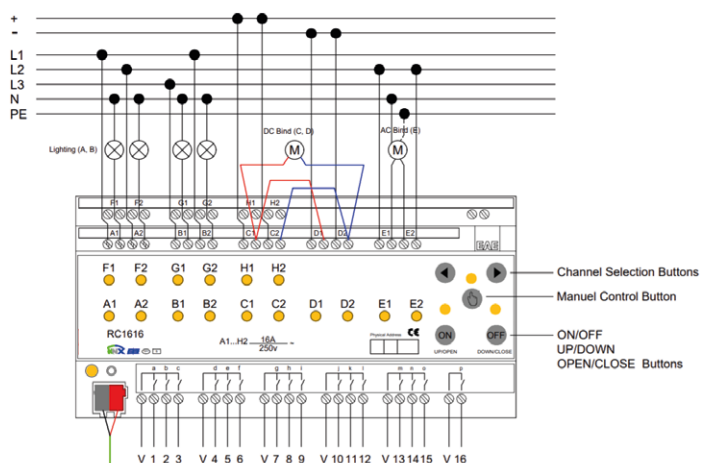 +
-
L1
L2
L3
N
PE
DC Bind (C, D)
AC Bind (E)
Lighting (A, B)
M
M
F1 F2 G1 G2 H1 H2
A1 A2 B1 B2 C1 C2 D1 D2 E1 E2
EAE
F1 F2 G1 G2 H1 H2
Channel Selection Buttons
Manuel Control Button
A1 A2 B1 B2 C1 C2 D1 D2 E1 E2
RC1616
A1...H2 16A
250v
Physical Address
CE
ON OFF
UP/OPEN DOWN/CLOSE
ON/OFF
UP/DOWN
OPEN/CLOSE Buttons
a b c d e f g h i j k l m n o p
V 1 2 3 V 4 5 6 V 7 8 9 V 10 11 12 V 13 14 15 V 16